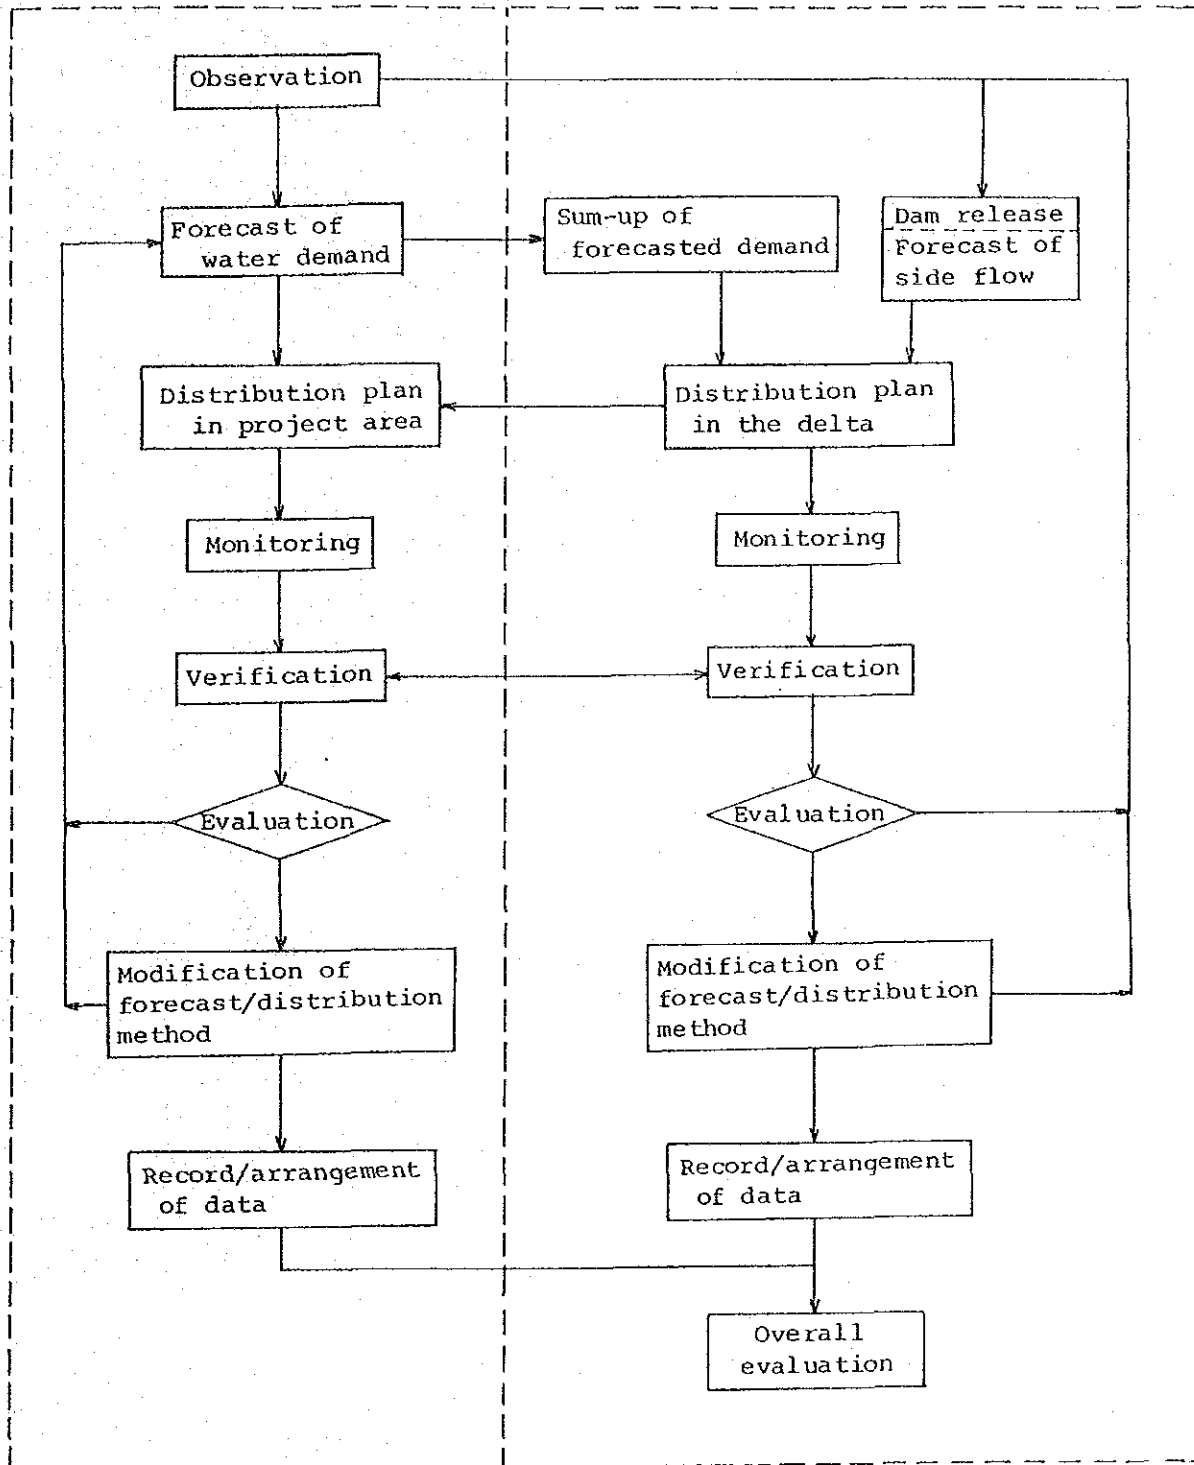 Observation
Forecast of
water demand
Sum-up of
forecasted demand
Dam release
Forecast of
side flow
Distribution plan
in project area
Distribution plan
in the delta
Monitoring
Monitoring
Verification
Verification
Evaluation
Evaluation
Modification of
forecast/distribution
method
Modification of
forecast/distribution
method
Record/arrangement
of data
Record/arrangement
of data
Overall
evaluation